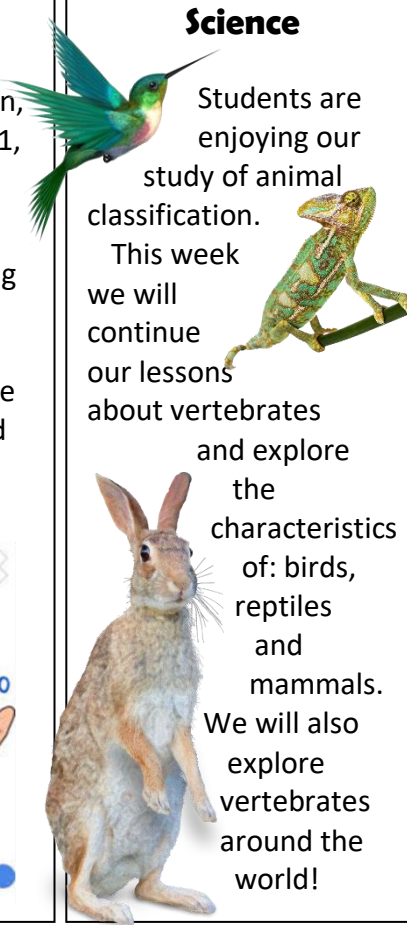 Science
n,
1,
g
e
d
o
Students are
enjoying our
study of animal
classification.
This week
we will
continue
our lessons
about vertebrates
and explore
the
characteristics
of: birds,
reptiles
and
mammals.
We will also
explore
vertebrates
around the
world!